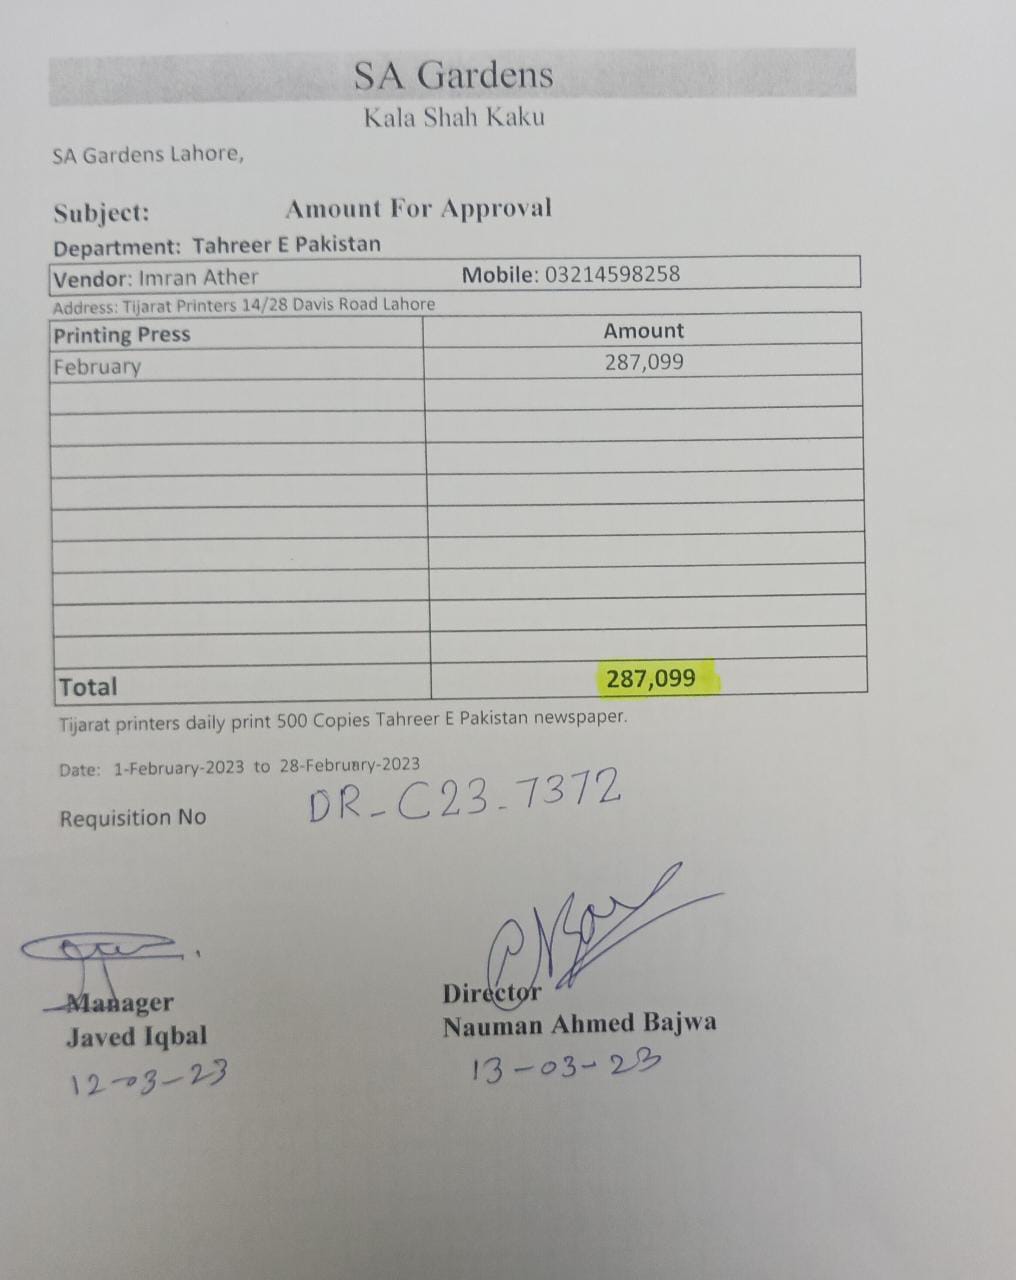 SA Gardens
Kala Shah Kaku
SA Gardens Lahore,
Subject: Amount For Approval
Department: Tahreer E Pakistan
Vendor: Imran Ather Mobile: 03214598258
Address: Tijarat Printers 14/28 Davis Road Lahore
Printing Press Amount
February 287,099
Total 287,099
Tijarat printers daily print 500 Copies Tahreer E Pakistan newspaper.
Date: 1-February-2023 to 28-February-2023
Requisition No DR-C23-7372
Manager Director
Javed Iqbal Nauman Ahmed Bajwa
12-03-23 13-03-23